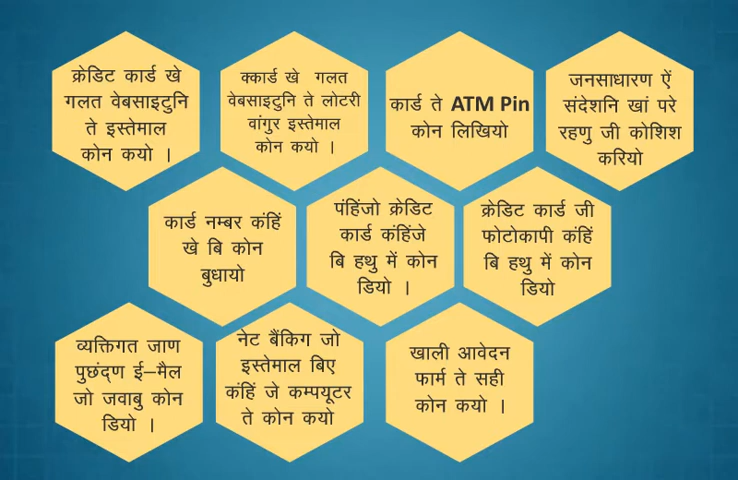 क्रेडिट कार्ड खे
गलत वेबसाइटुनि
ते इस्तेमाल
कोन कयो ।
क्कार्ड खे गलत
वेबसाइटुनि ते लोटरी
वांगुर इस्तेमाल
कोन कयो ।
कार्ड ते ATM Pin
कोन लिखियो
जनसाधारण ऐं
संदेशनि खां परे
रहणु जी कोशिश
करियो
कार्ड नम्बर कंहिं
खे बि कोन
बुधायो
पंहिंजो क्रेडिट
कार्ड कंहिंजे
बि हथु में कोन
डियो ।
क्रेडिट कार्ड जी
फोटोकापी कंहिं
बि हथु में कोन
डियो
व्यक्तिगत जाण
पुछंद्ण ई–मैल
जो जवाबु कोन
डियो ।
नेट बैंकिग जो
इस्तेमाल बिए
कंहिं जे कम्पयूटर
ते कोन कयो
खाली आवेदन
फार्म ते सही
कोन कयो ।